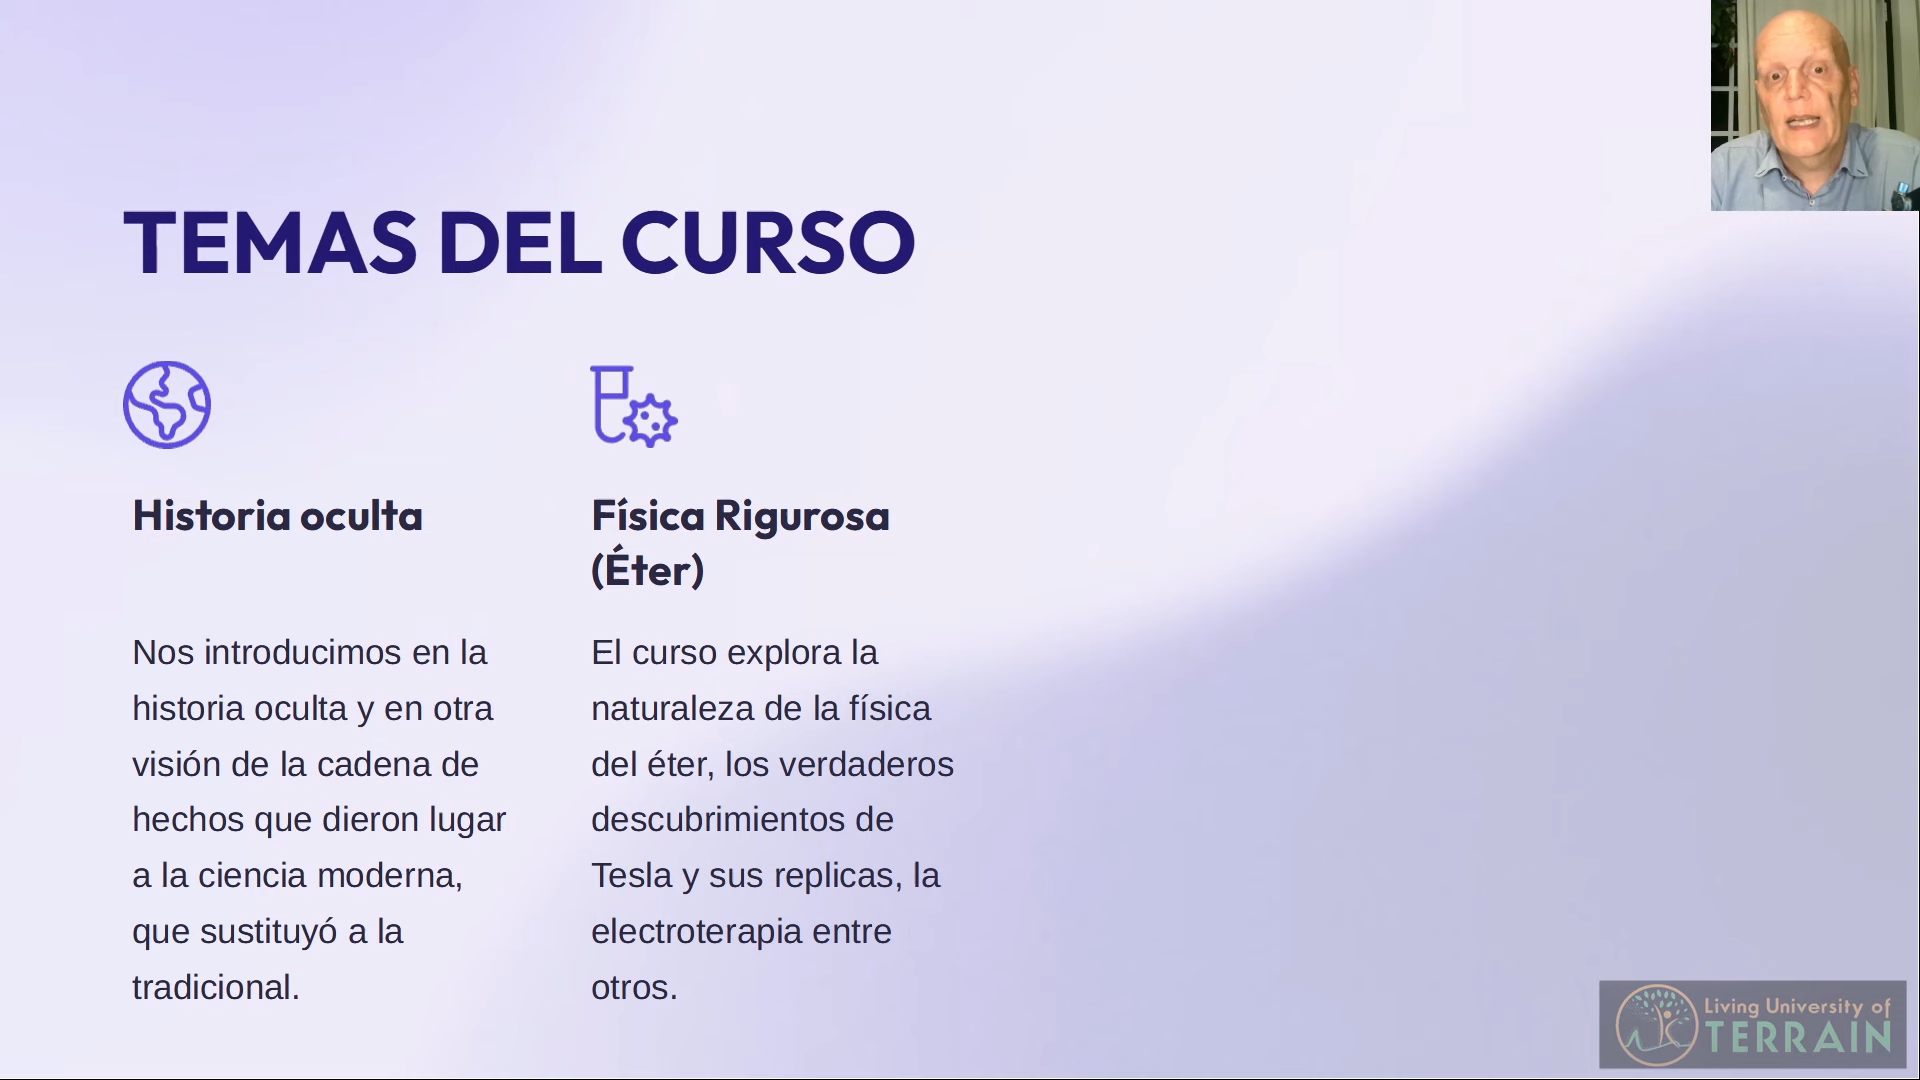 TEMAS DEL CURSO
Historia oculta
Nos introducimos en la
historia oculta y en otra
visión de la cadena de
hechos que dieron lugar
a la ciencia moderna,
que sustituyó a la
tradicional.
Física Rigurosa
(Éter)
El curso explora la
naturaleza de la física
del éter, los verdaderos
descubrimientos de
Tesla y sus replicas, la
electroterapia entre
otros.
Living University of
TERRAIN